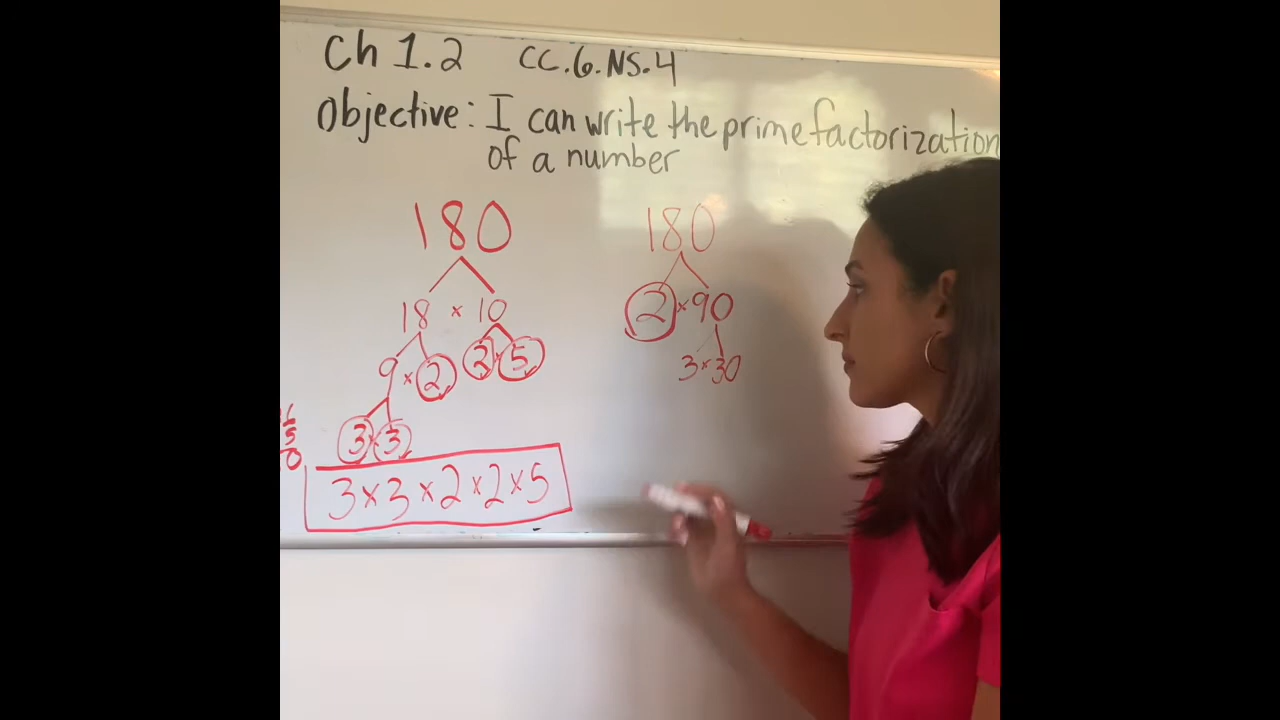 Ch 1.2 CC.6.NS.4
Objective: I can write the prime factorization
of a number
180 180
18 × 10 2 × 90
9 × 2 2 · 5 3 × 30
3 · 3
3 × 3 × 2 × 2 × 5